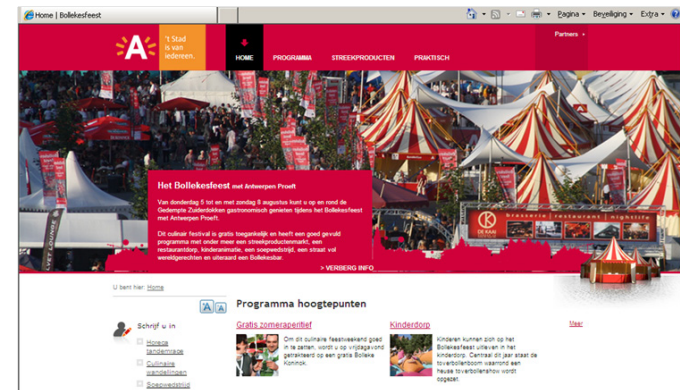 Home | Bollekesfeest
Pagina
Beveiliging
Extra
A
't Stad
is van
iedereen.
HOME
PROGRAMMA
STREEKPRODUCTEN
PRAKTISCH
Partners
Het Bollekesfeest met Antwerpen Proeft
Van donderdag 5 tot en met zondag 8 augustus kunt u op en rond de
Gedempte Zuiderdokken gastronomisch genieten tijdens het Bollekesfeest
met Antwerpen Proeft.
Dit culinair festival is gratis toegankelijk en heeft een goed gevuld
programma met onder meer een streekproductenmarkt, een
restaurantdorp, kinderanimatie, een soepwedstrijd, een straat vol
wereldgerechten en uiteraard een Bollekesbar.
> VERBERG INFO
K
DE KAAI
brasserie | restaurant | nightlife
VET LOUNGE
U bent hier: Home
A A
Programma hoogtepunten
Schrijf u in
Horeca
tandemrace
Culinaire
wandelingen
Soepwedstrijd
Gratis zomeraperitief
Om dit culinaire feestweekend goed
in te zetten, wordt u op vrijdagavond
getrakteerd op een gratis Bolleke
Koninck.
Kinderdorp
Kinderen kunnen zich op het
Bollekesfeest uitleven in het
kinderdorp. Centraal dit jaar staat de
toverbollenboom waarrond een
heuse toverbollenshow wordt
opgezet.
Meer